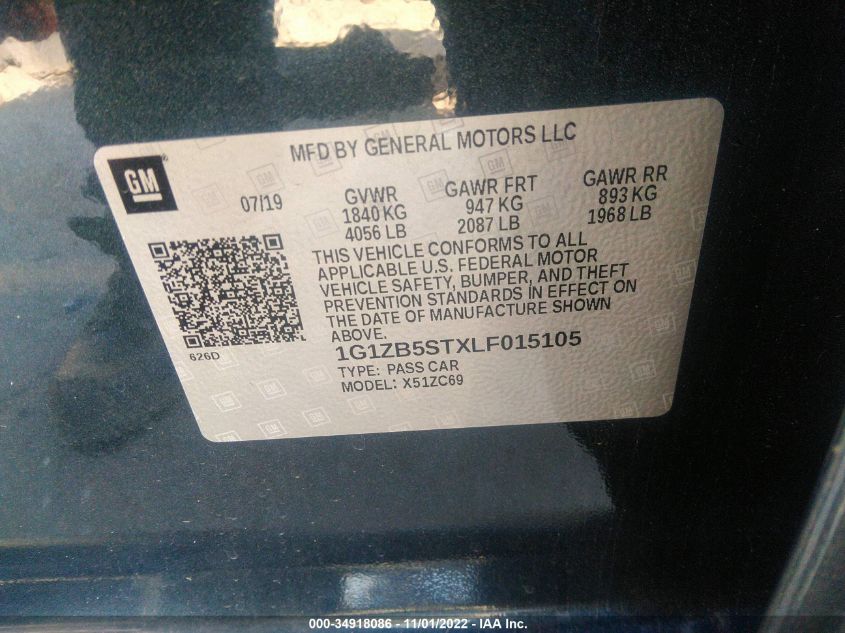 MFD BY GENERAL MOTORS LLC
GM
07/19
GVWR
1840 KG
4056 LB
GAWR FRT
947 KG
2087 LB
GAWR RR
893 KG
1968 LB
THIS VEHICLE CONFORMS TO ALL
APPLICABLE U.S. FEDERAL MOTOR
VEHICLE SAFETY, BUMPER, AND THEFT
PREVENTION STANDARDS IN EFFECT ON
THE DATE OF MANUFACTURE SHOWN
ABOVE.
626D
1G1ZB5STXLF015105
TYPE: PASS CAR
MODEL: X51ZC69
000-34918086 - 11/01/2022 - IAA Inc.